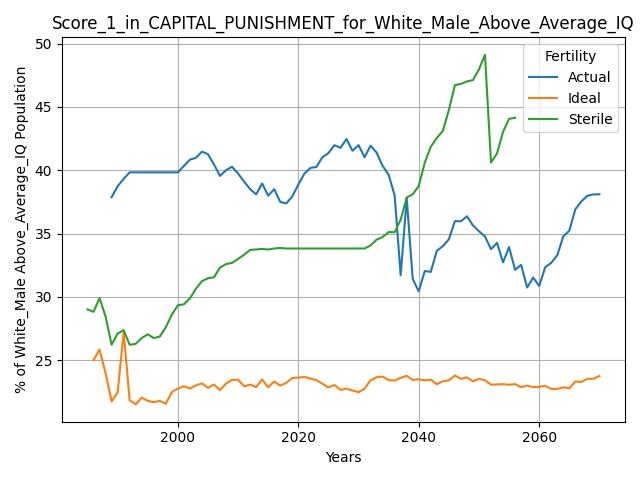 Score_1_in_CAPITAL_PUNISHMENT_for_White_Male_Above_Average_IQ
% of White_Male Above_Average_IQ Population
50
45
40
35
30
25
Fertility
Actual
Ideal
Sterile
2000
2020
2040
2060
Years